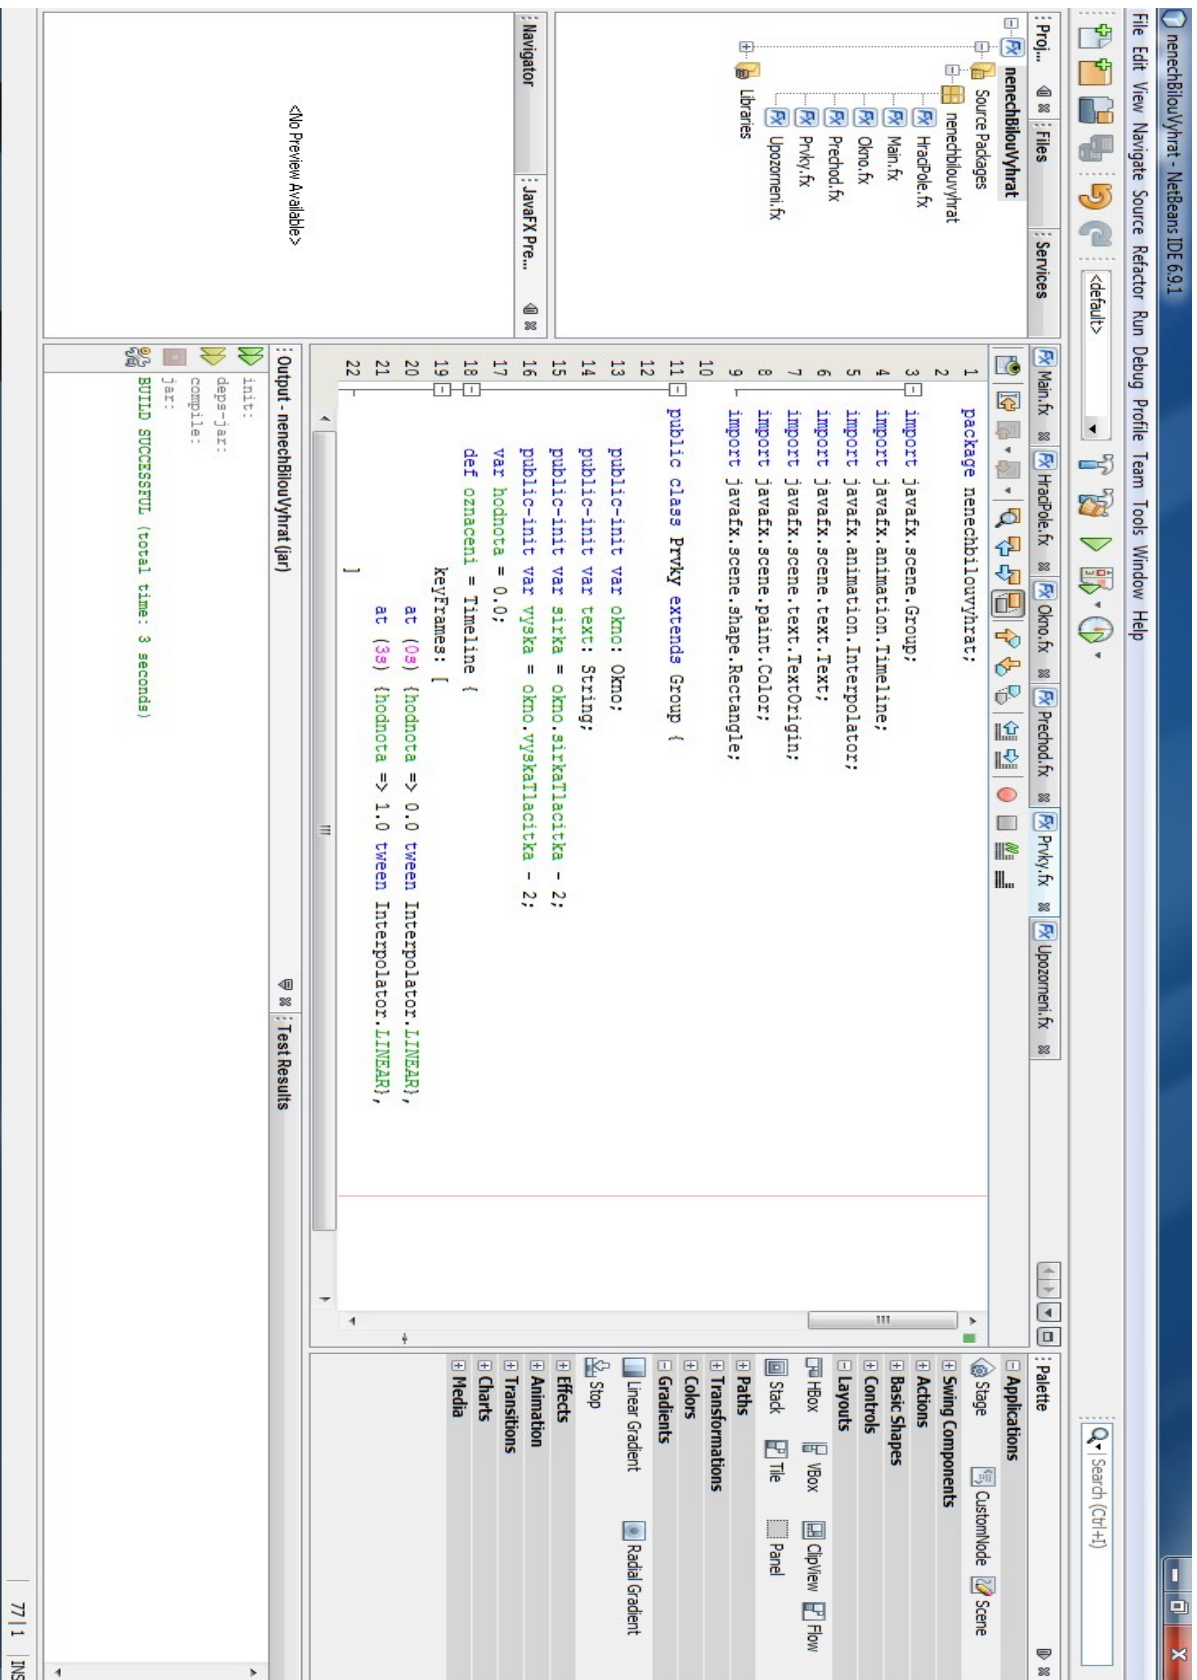 nenechBilouVyhrat - NetBeans IDE 6.9.1
File Edit View Navigate Source Refactor Run Debug Profile Team Tools Window Help
<default>
Search (Ctrl+I)
Proj... Files Services
nenechBilouVyhrat
Source Packages
nenechbilouvyhrat
HraciPole.fx
Main.fx
Okno.fx
Prechod.fx
Prvky.fx
Upozorneni.fx
Libraries
Navigator JavaFX Pre...
<No Preview Available>
Main.fx HraciPole.fx Okno.fx Prechod.fx Prvky.fx Upozorneni.fx
1 package nenechbilouvyhrat;
2
3 import javafx.scene.Group;
4 import javafx.animation.Timeline;
5 import javafx.animation.Interpolator;
6 import javafx.scene.text.Text;
7 import javafx.scene.text.TextOrigin;
8 import javafx.scene.paint.Color;
9 import javafx.scene.shape.Rectangle;
10
11 public class Prvky extends Group {
12
13 public-init var okno: Okno;
14 public-init var text: String;
15 public-init var sirka = okno.sirkaTlacitka - 2;
16 public-init var vyska = okno.vyskaTlacitka - 2;
17 var hodnota = 0.0;
18 def oznaceni = Timeline {
19 keyFrames: [
20 at (0s) {hodnota => 0.0 tween Interpolator.LINEAR},
21 at (3s) {hodnota => 1.0 tween Interpolator.LINEAR},
22 ]
Output - nenechBilouVyhrat (jar) Test Results
init:
deps-jar:
compile:
jar:
BUILD SUCCESSFUL (total time: 3 seconds)
Palette
Applications
Stage CustomNode Scene
Swing Components
Actions
Basic Shapes
Controls
Layouts
HBox VBox ClipView Flow
Stack Tile Panel
Paths
Transformations
Colors
Gradients
Linear Gradient Radial Gradient
Stop
Effects
Animation
Transitions
Charts
Media
77|1 INS